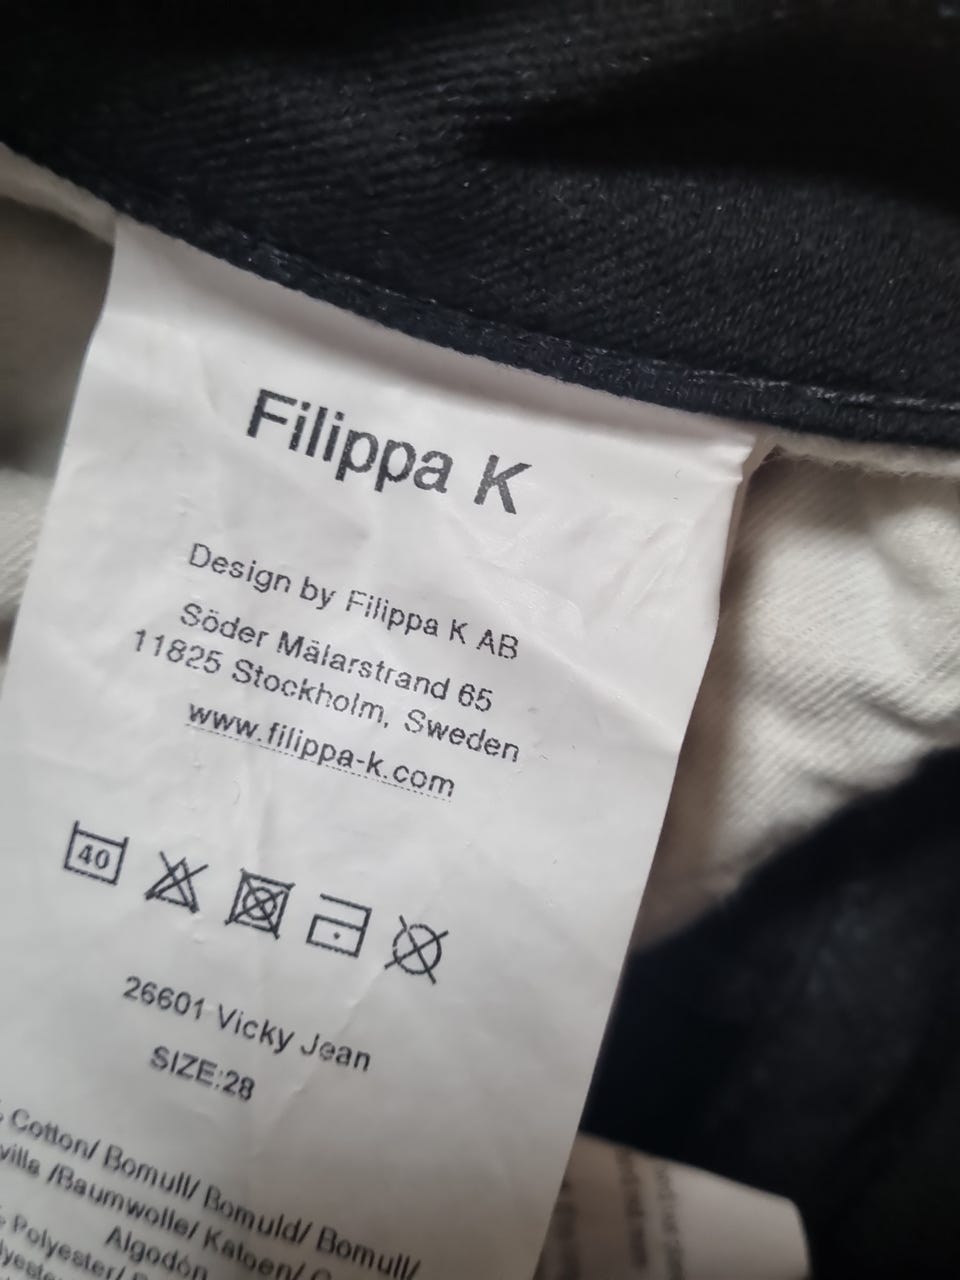 Filippa K
Design by Filippa K AB
Söder Mälarstrand 65
11825 Stockholm, Sweden
www.filippa-k.com
40
26601 Vicky Jean
SIZE:28
Cotton/ Bomull/ Bomuld/ Bomull/
villa /Baumwolle/ Katoen/
Algodón
Polyester/